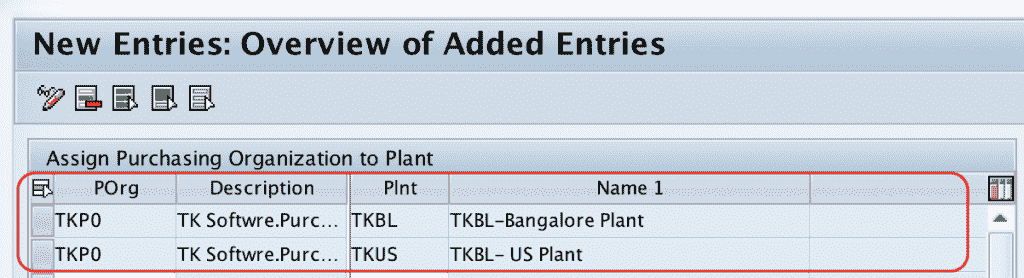 New Entries: Overview of Added Entries
Assign Purchasing Organization to Plant
POrg Description Plnt Name 1
TKP0 TK Softwre.Purc... TKBL TKBL-Bangalore Plant
TKP0 TK Softwre.Purc... TKUS TKBL- US Plant